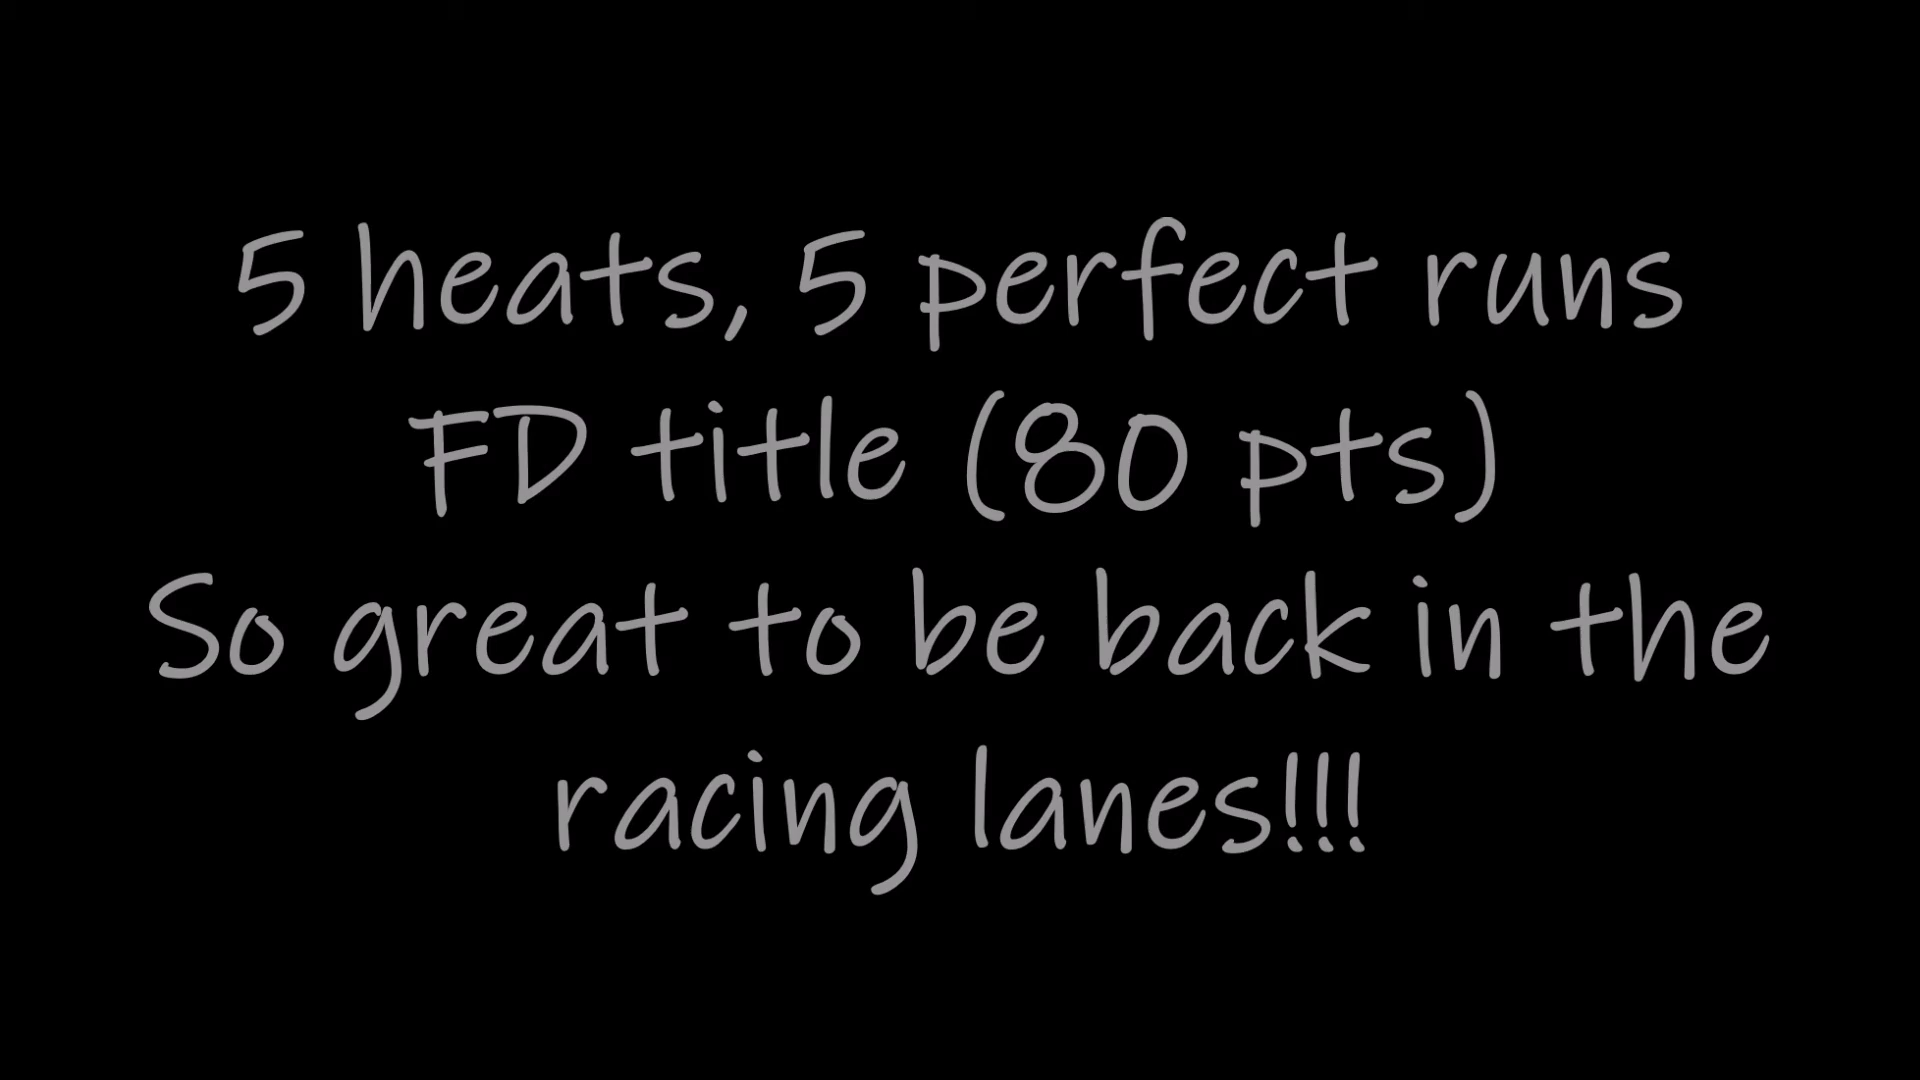 5 heats, 5 perfect runs
FD title (80 pts)
So great to be back in the
racing lanes!!!